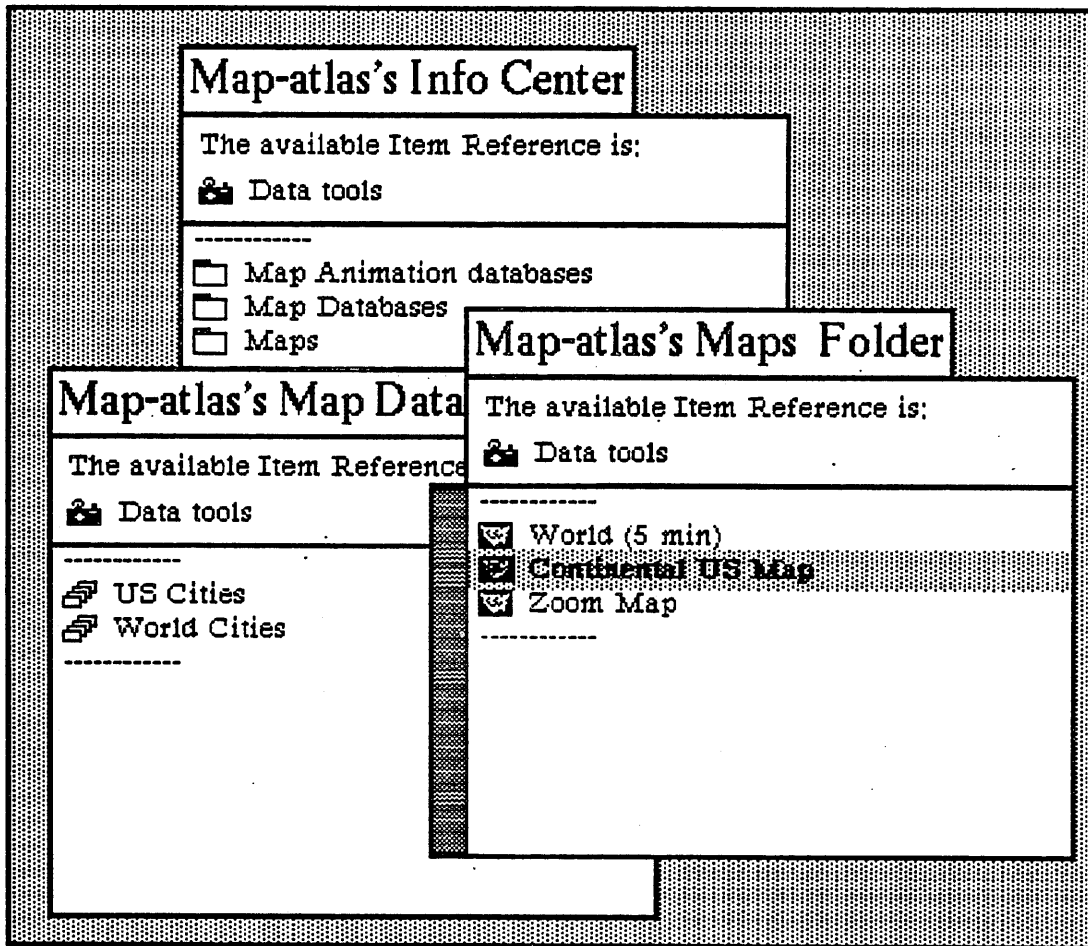 Map-atlas's Info Center
The available Item Reference is:
Data tools
------------
Map Animation databases
Map Databases
Maps
Map-atlas's Map Data
The available Item Reference
Data tools
------------
US Cities
World Cities
------------
Map-atlas's Maps Folder
The available Item Reference is:
Data tools
------------
World (5 min)
Continental US Map
Zoom Map
------------